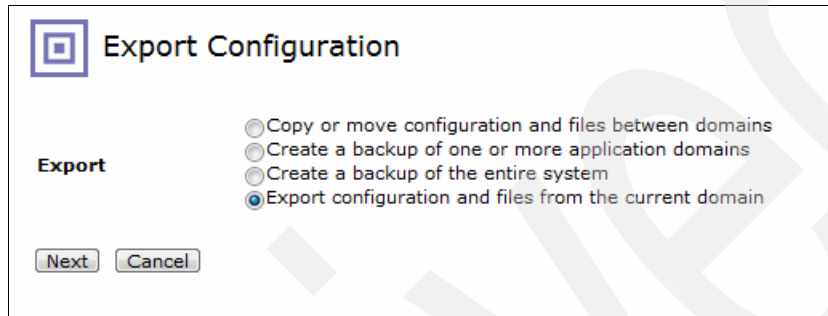 Export Configuration
Copy or move configuration and files between domains
Create a backup of one or more application domains
Export
Create a backup of the entire system
Export configuration and files from the current domain
Next Cancel